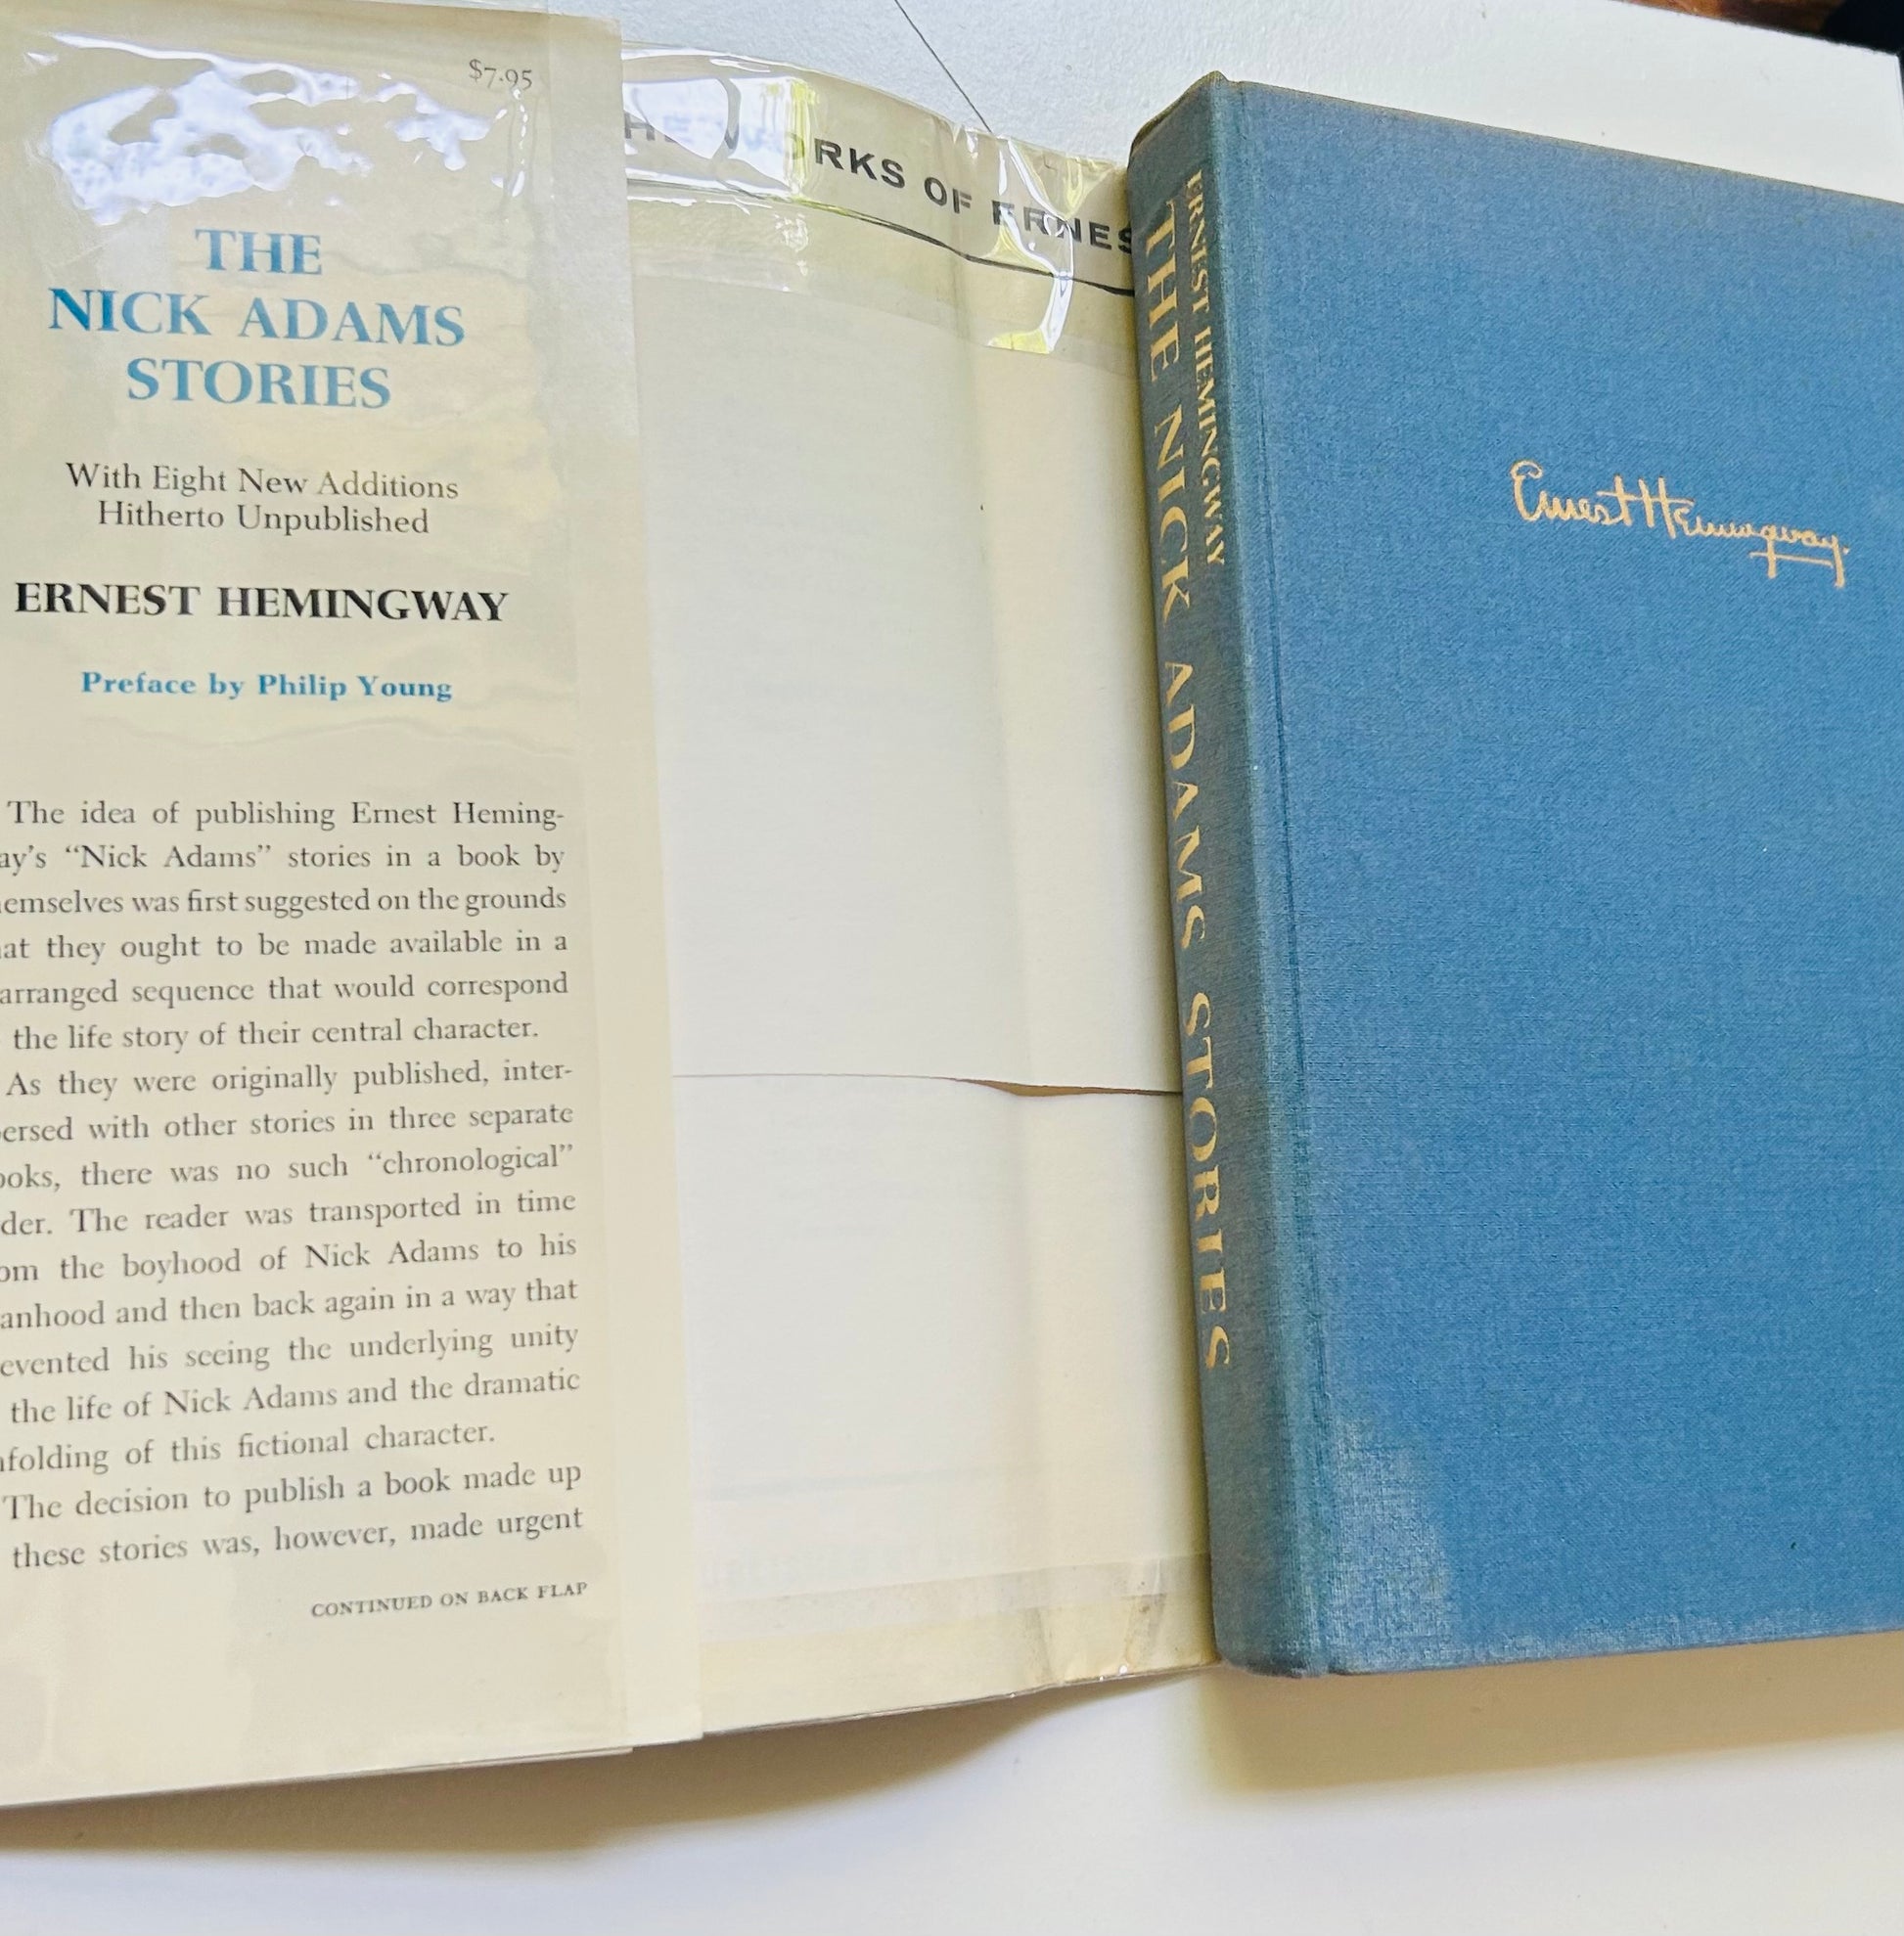 $7.95
THE
NICK ADAMS
STORIES
With Eight New Additions
Hitherto Unpublished
ERNEST HEMINGWAY
Preface by Philip Young
The idea of publishing Ernest Heming-
ay's “Nick Adams” stories in a book by
emselves was first suggested on the grounds
at they ought to be made available in a
arranged sequence that would correspond
the life story of their central character.
As they were originally published, inter-
ersed with other stories in three separate
ooks, there was no such “chronological”
der. The reader was transported in time
om the boyhood of Nick Adams to his
anhood and then back again in a way that
evented his seeing the underlying unity
the life of Nick Adams and the dramatic
folding of this fictional character.
The decision to publish a book made up
these stories was, however, made urgent
CONTINUED ON BACK FLAP
HE WORKS OF ERNES
ERNEST HEMINGWAY
THE NICK ADAMS STORIES
Ernest Hemingway.